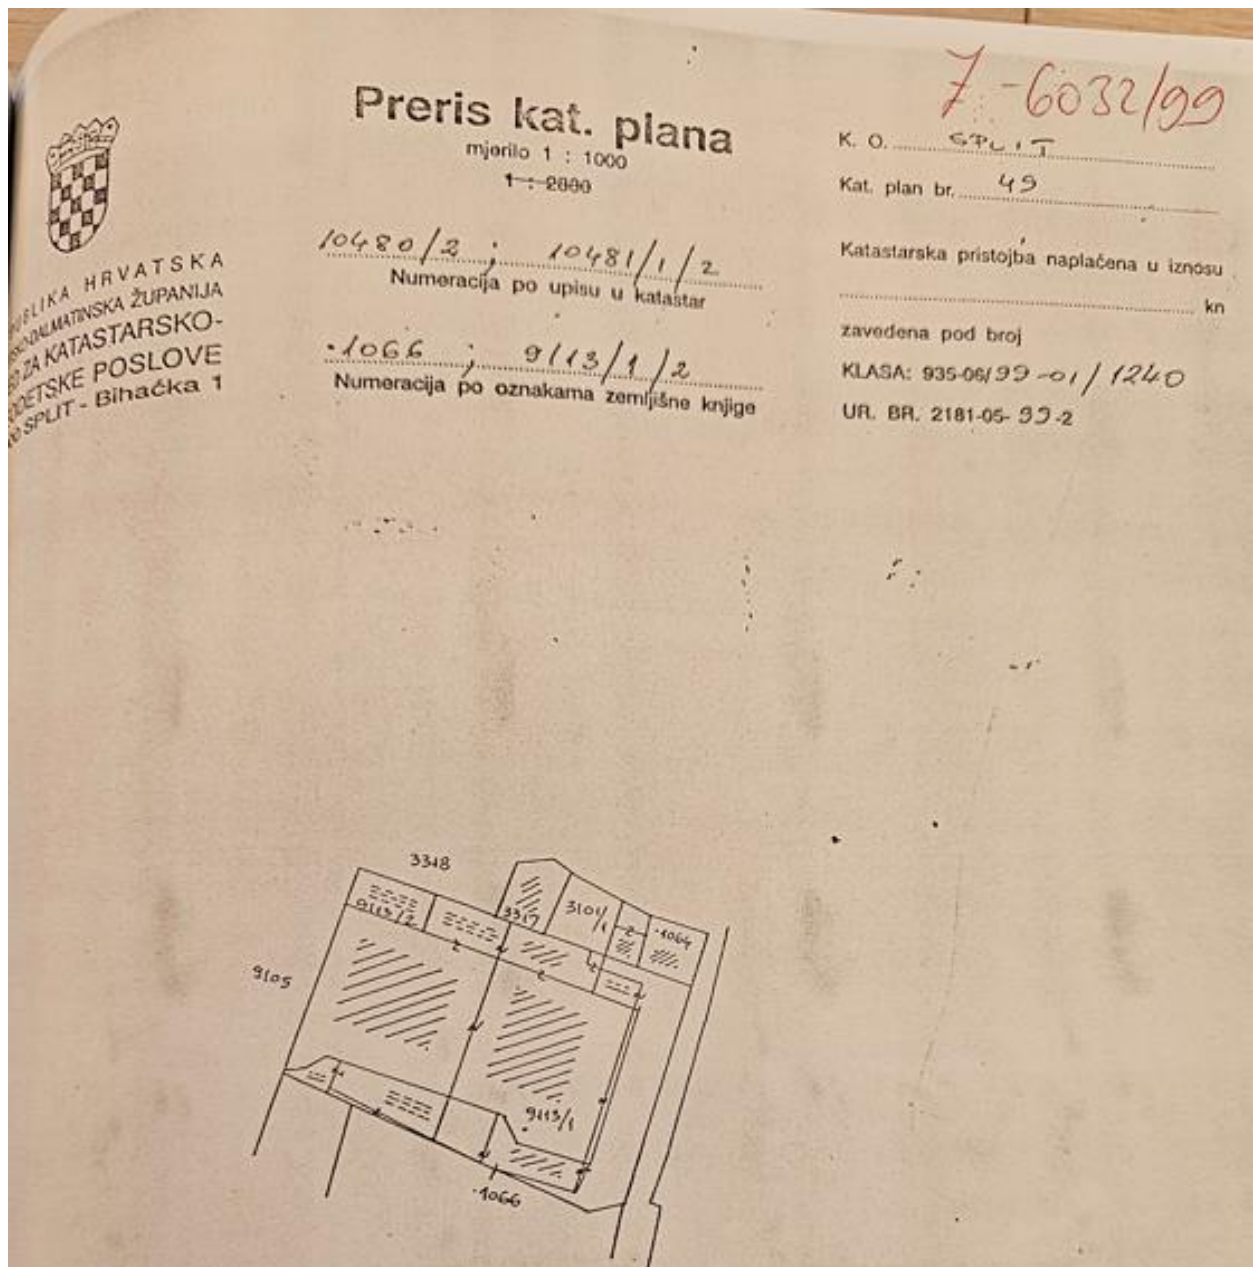 7-6032/99
Preris kat. plana
mjerilo 1 : 1000
1 : 2000
K. O. SPLIT
Kat. plan br. 49
HRVATSKA
DALMATINSKA ŽUPANIJA
ZA KATASTARSKO-
POSLOVE
SPLIT - Bihaćka 1
10480/2 ; 10481/1/2
Numeracija po upisu u katastar
·1066 ; 9113/1/2
Numeracija po oznakama zemljišne knjige
Katastarska pristojba naplaćena u iznosu
kn
zavedena pod broj
KLASA: 935-06/99-01/1240
UR. BR. 2181-05-99-2
3318
9113/2
3317
3101/1
·1064
9105
9113/1
·1066